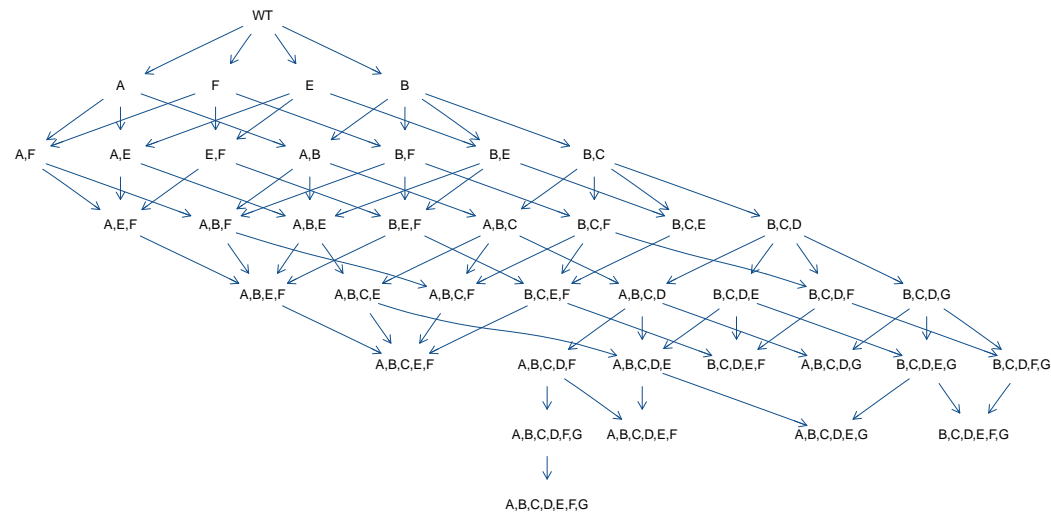 WT
A F E B
A,F A,E E,F A,B B,F B,E B,C
A,E,F A,B,F A,B,E B,E,F A,B,C B,C,F B,C,E B,C,D
A,B,E,F A,B,C,E A,B,C,F B,C,E,F A,B,C,D B,C,D,E B,C,D,F B,C,D,G
A,B,C,E,F A,B,C,D,F A,B,C,D,E B,C,D,E,F A,B,C,D,G B,C,D,E,G B,C,D,F,G
A,B,C,D,F,G A,B,C,D,E,F A,B,C,D,E,G B,C,D,E,F,G
A,B,C,D,E,F,G